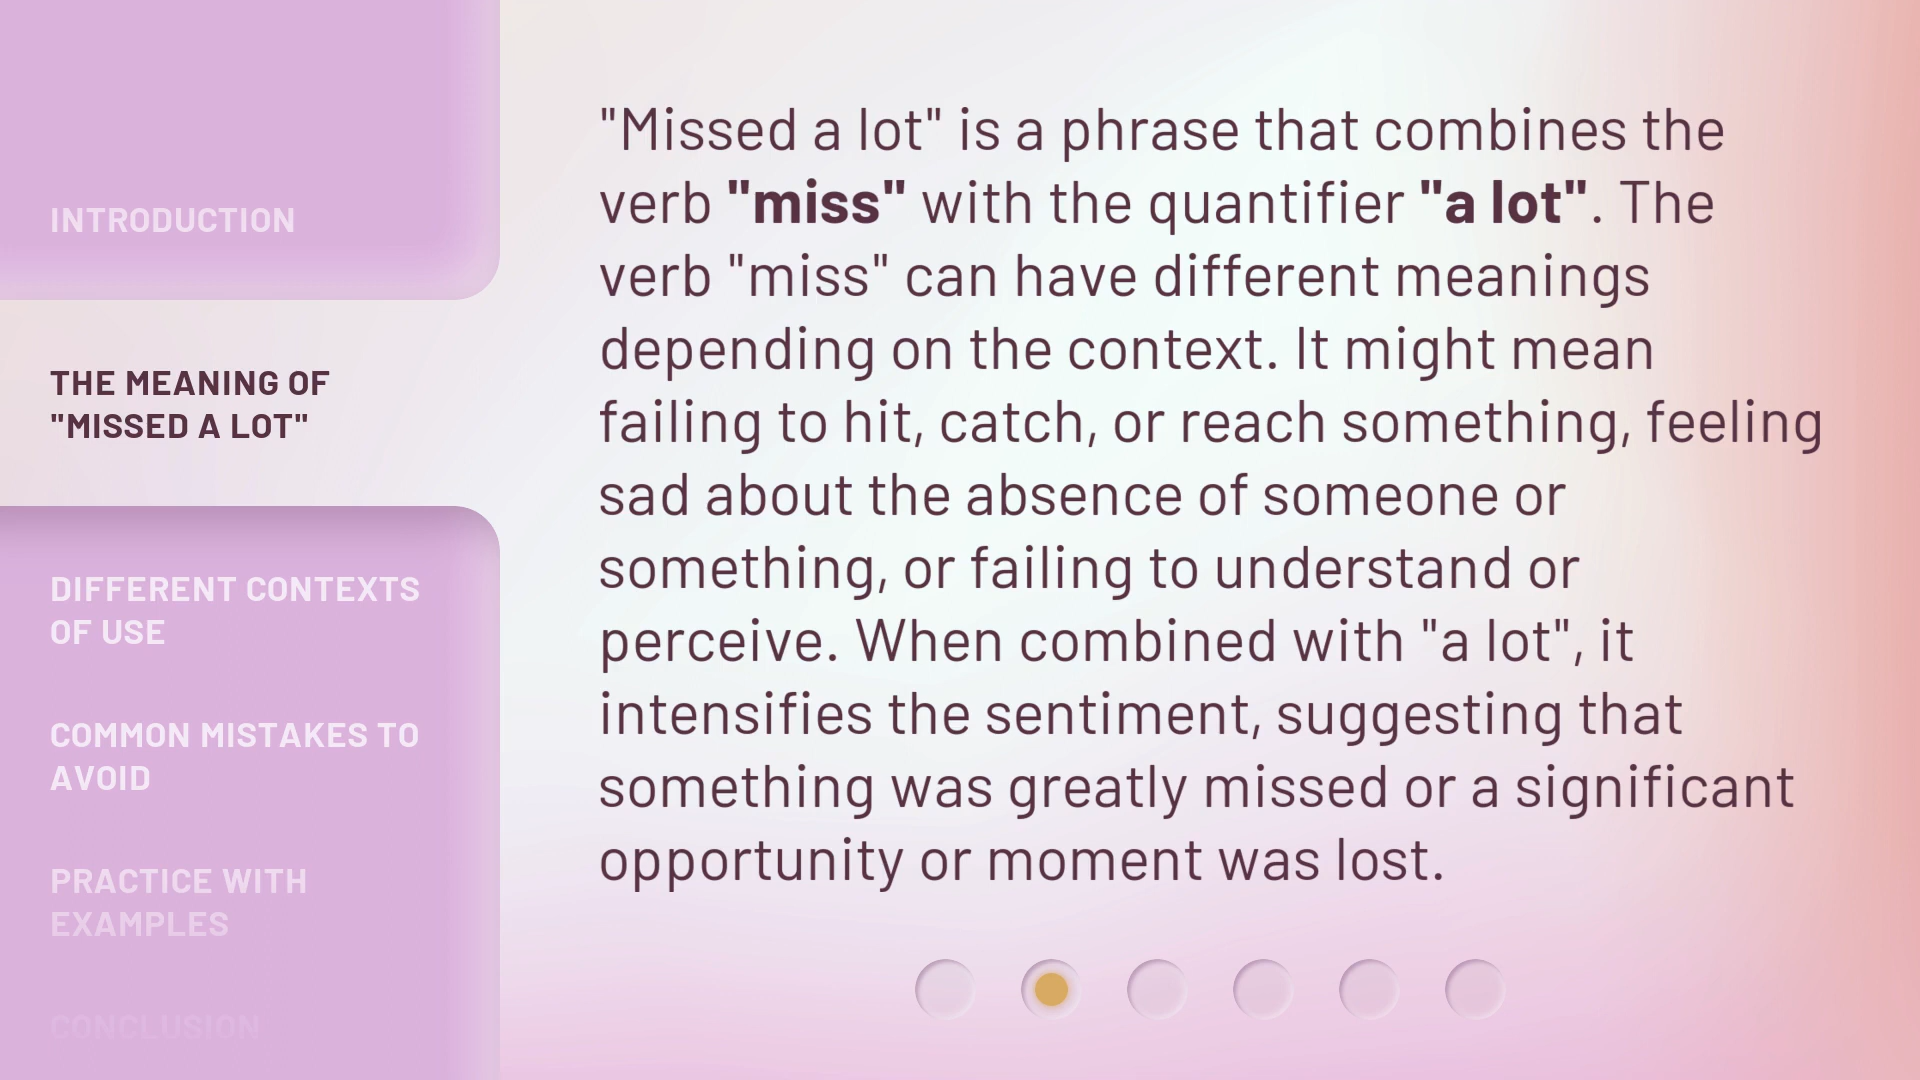 INTRODUCTION
THE MEANING OF
"MISSED A LOT"
DIFFERENT CONTEXTS
OF USE
COMMON MISTAKES TO
AVOID
PRACTICE WITH
EXAMPLES
CONCLUSION
"Missed a lot" is a phrase that combines the
verb "miss" with the quantifier "a lot". The
verb "miss" can have different meanings
depending on the context. It might mean
failing to hit, catch, or reach something, feeling
sad about the absence of someone or
something, or failing to understand or
perceive. When combined with "a lot", it
intensifies the sentiment, suggesting that
something was greatly missed or a significant
opportunity or moment was lost.